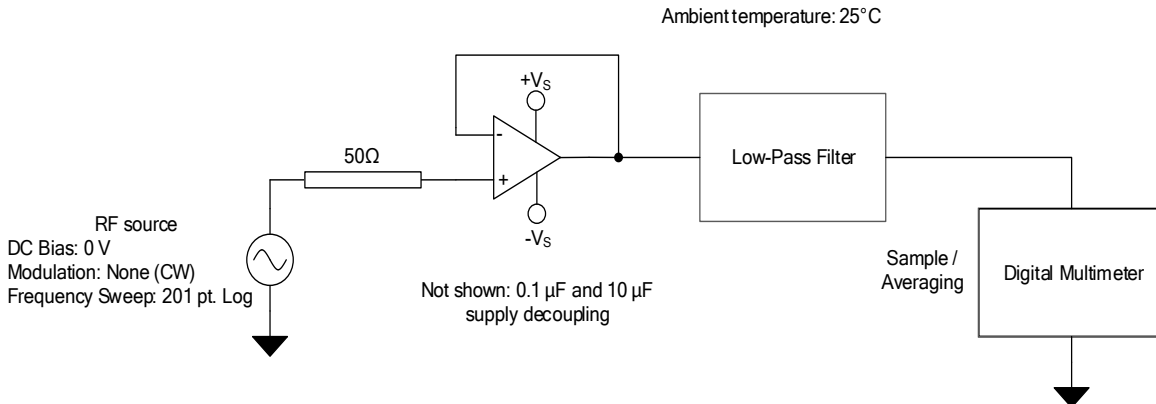 Ambient temperature: 25°C
+VS
-
50Ω
+
Low-Pass Filter
RF source
DC Bias: 0 V
Modulation: None (CW)
Frequency Sweep: 201 pt. Log
-VS
Not shown: 0.1 µF and 10 µF
supply decoupling
Sample /
Averaging
Digital Multimeter